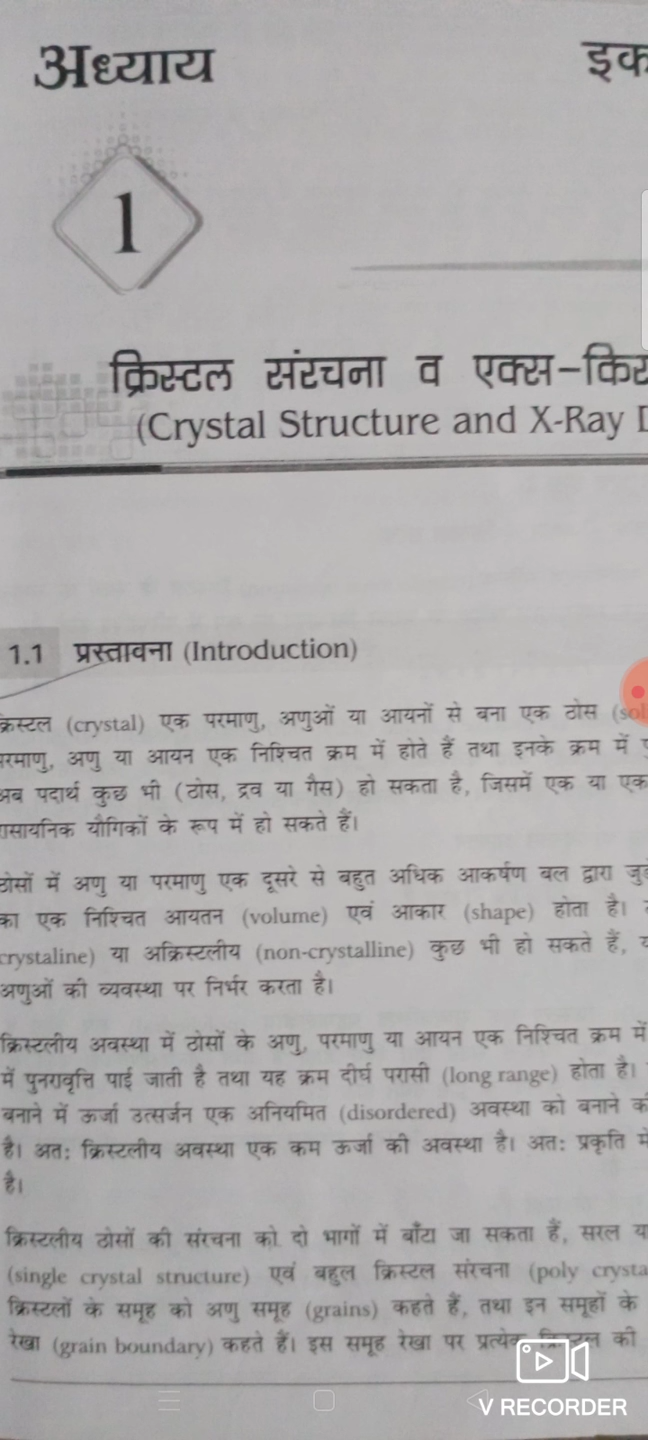 अध्याय
1
क्रिस्टल संरचना व एक्स-कि
(Crystal Structure and X-Ray
1.1 प्रस्तावना (Introduction)
क्रिस्टल (crystal) एक परमाणु, अणुओं या आयनों से बना एक ठोस (sol
परमाणु, अणु या आयन एक निश्चित क्रम में होते हैं तथा इनके क्रम में
अब पदार्थ कुछ भी (ठोस, द्रव या गैस) हो सकता है, जिसमें एक या एक
रासायनिक यौगिकों के रूप में हो सकते हैं।
ठोसों में अणु या परमाणु एक दूसरे से बहुत अधिक आकर्षण बल द्वारा
का एक निश्चित आयतन (volume) एवं आकार (shape) होता है।
crystaline) या अक्रिस्टलीय (non-crystalline) कुछ भी हो सकते हैं,
अणुओं की व्यवस्था पर निर्भर करता है।
क्रिस्टलीय अवस्था में ठोसों के अणु, परमाणु या आयन एक निश्चित क्रम में
में पुनरावृत्ति पाई जाती है तथा यह क्रम दीर्घ परासी (long range) होता है।
बनाने में ऊर्जा उत्सर्जन एक अनियमित (disordered) अवस्था को बनाने
है। अतः क्रिस्टलीय अवस्था एक कम ऊर्जा की अवस्था है। अतः प्रकृति में
है।
क्रिस्टलीय ठोसों की संरचना को दो भागों में बाँटा जा सकता हैं, सरल
(single crystal structure) एवं बहुल क्रिस्टल संरचना (poly crysta
क्रिस्टलों के समूह को अणु समूह (grains) कहते हैं, तथा इन समूहों के
रेखा (grain boundary) कहते हैं। इस समूह रेखा पर प्रत्येक क्रिस्टल की
V RECORDER